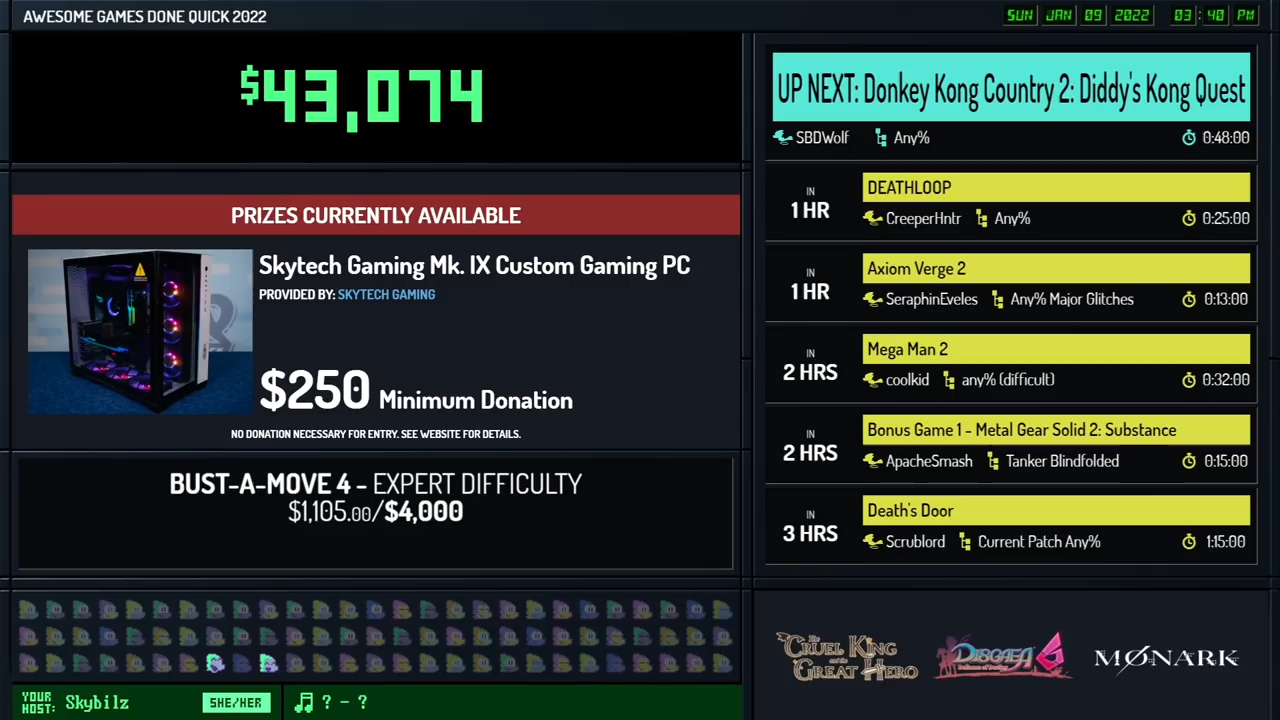 AWESOME GAMES DONE QUICK 2022
SUN JAN 09 2022 03:40 PM
$43,074
PRIZES CURRENTLY AVAILABLE
Skytech Gaming Mk. IX Custom Gaming PC
PROVIDED BY: SKYTECH GAMING
$250 Minimum Donation
NO DONATION NECESSARY FOR ENTRY. SEE WEBSITE FOR DETAILS.
BUST-A-MOVE 4 - EXPERT DIFFICULTY
$1,105.00/$4,000
YOUR HOST: Skybilz SHE/HER
? - ?
UP NEXT: Donkey Kong Country 2: Diddy's Kong Quest
SBDWolf Any% 0:48:00
IN 1 HR
DEATHLOOP
CreeperHntr Any% 0:25:00
IN 1 HR
Axiom Verge 2
SeraphinEveles Any% Major Glitches 0:13:00
IN 2 HRS
Mega Man 2
coolkid any% (difficult) 0:32:00
IN 2 HRS
Bonus Game 1 - Metal Gear Solid 2: Substance
ApacheSmash Tanker Blindfolded 0:15:00
IN 3 HRS
Death's Door
Scrublord Current Patch Any% 1:15:00
The CRUEL KING and the GREAT HERO
DISGAEA 6
MONARK